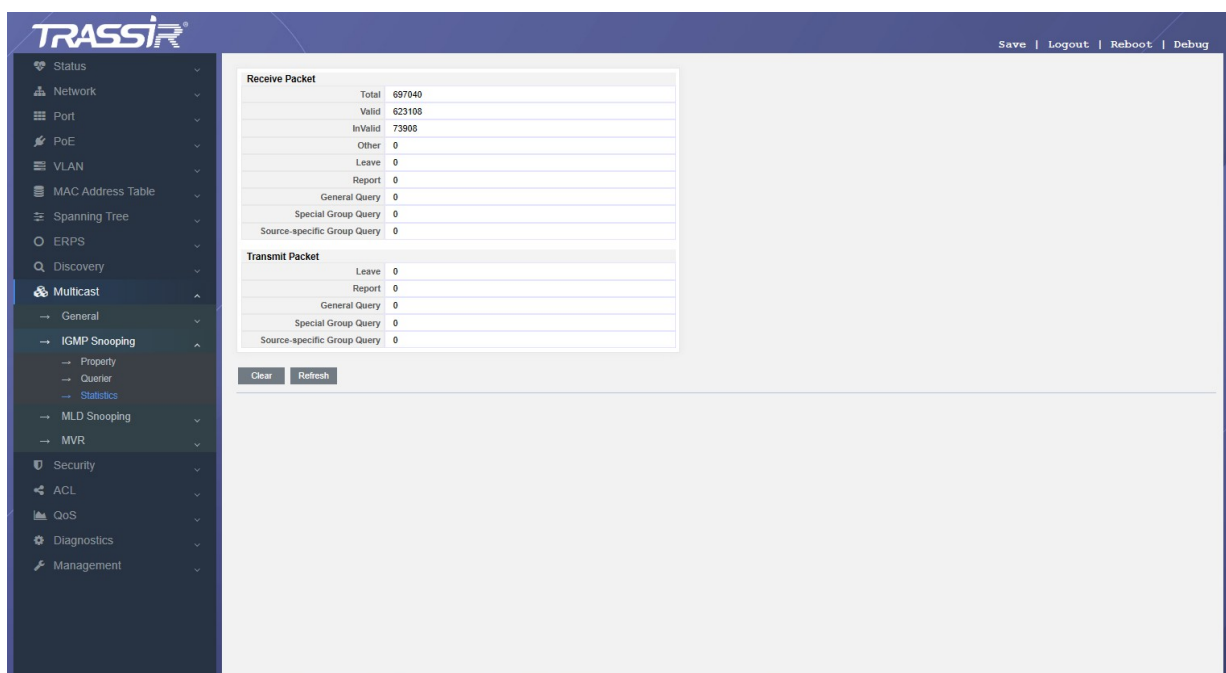 TRASSIR®
Save | Logout | Reboot | Debug
Status
Network
Port
PoE
VLAN
MAC Address Table
Spanning Tree
ERPS
Discovery
Multicast
→ General
→ IGMP Snooping
→ Property
→ Querier
→ Statistics
→ MLD Snooping
→ MVR
Security
ACL
QoS
Diagnostics
Management
Receive Packet
Total 697040
Valid 623108
InValid 73908
Other 0
Leave 0
Report 0
General Query 0
Special Group Query 0
Source-specific Group Query 0
Transmit Packet
Leave 0
Report 0
General Query 0
Special Group Query 0
Source-specific Group Query 0
Clear Refresh